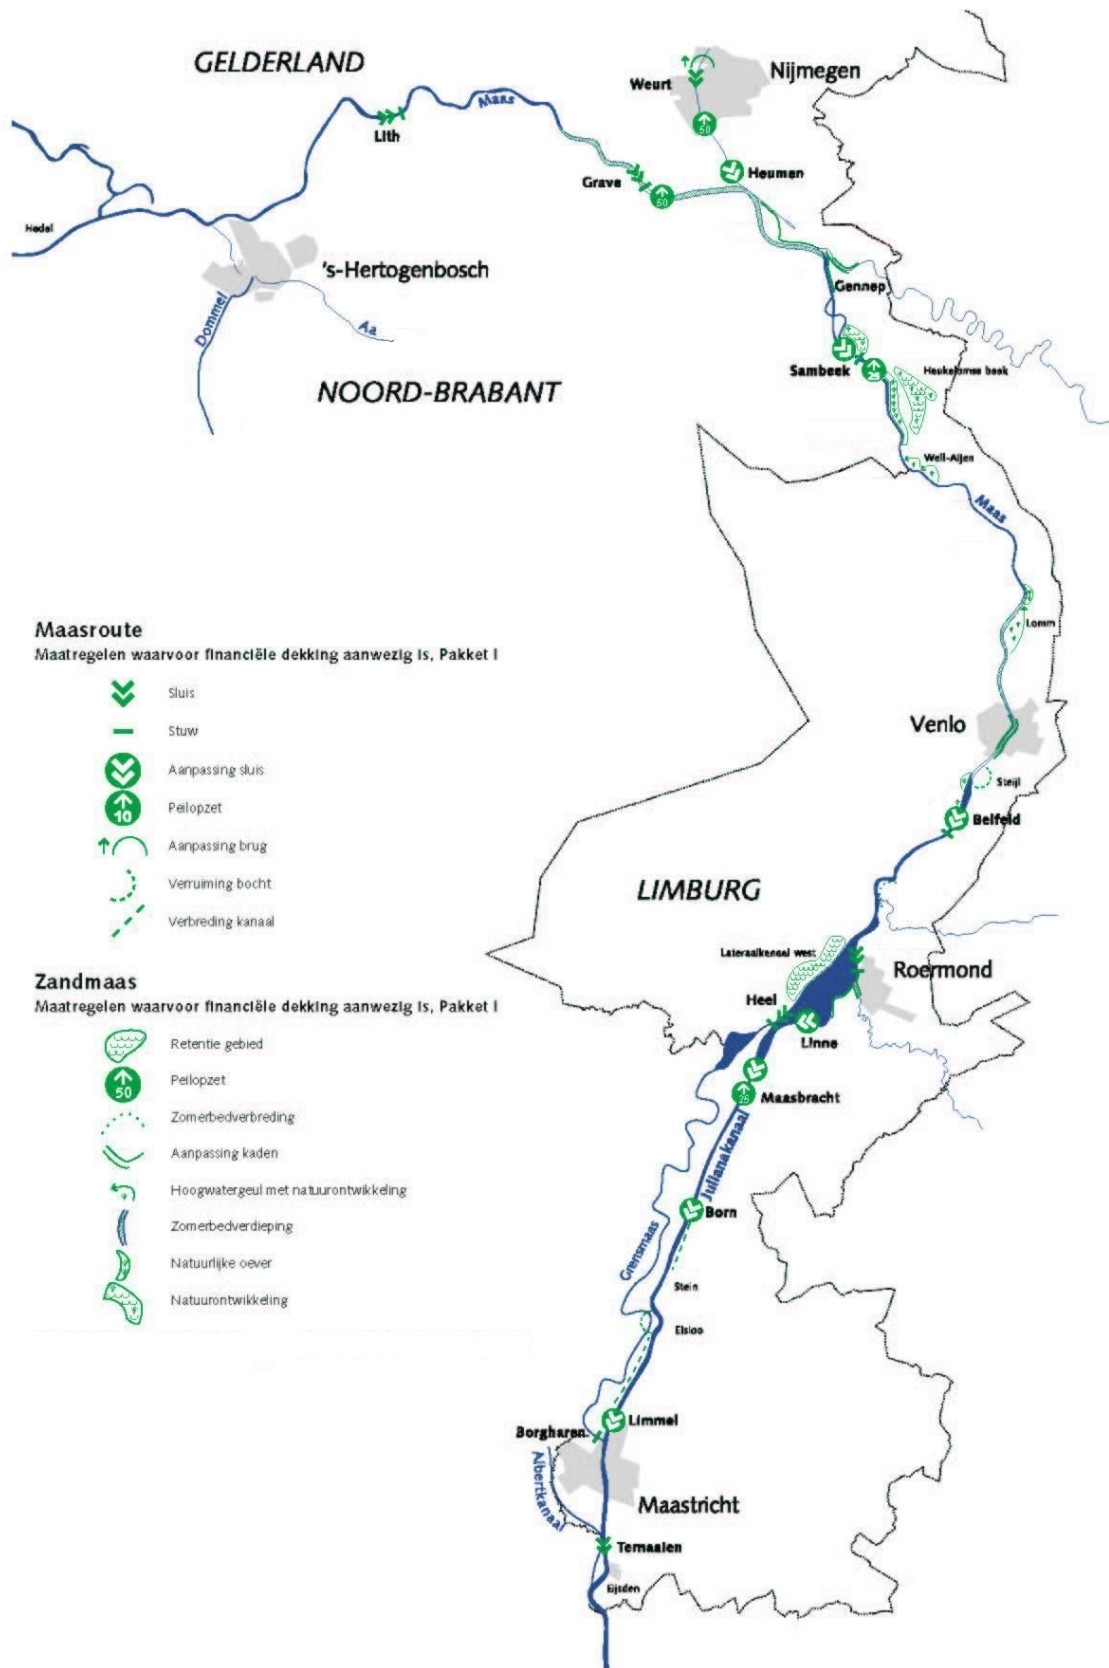 GELDERLAND
Nijmegen
Weurt
50
Maas
Lith
Heumen
Grave
50
Hedel
's-Hertogenbosch
Gennep
Dommel
Aa
Sambeek
25
Heukelomse beek
NOORD-BRABANT
Well-Aijen
Maas
Lomm
Venlo
Steijl
Belfeld
LIMBURG
Lateraalkanaal west
Roermond
Heel
Linne
Maasbracht
25
Julianakanaal
Born
Grensmaas
Stein
Elsloo
Limmel
Borgharen
Albertkanaal
Maastricht
Ternaaien
Eijsden
Maasroute
Maatregelen waarvoor financiële dekking aanwezig is, Pakket I
Sluis
Stuw
Aanpassing sluis
10
Peilopzet
Aanpassing brug
Verruiming bocht
Verbreding kanaal
Zandmaas
Maatregelen waarvoor financiële dekking aanwezig is, Pakket I
Retentie gebied
50
Peilopzet
Zomerbedverbreding
Aanpassing kaden
Hoogwatergeul met natuurontwikkeling
Zomerbedverdieping
Natuurlijke oever
Natuurontwikkeling